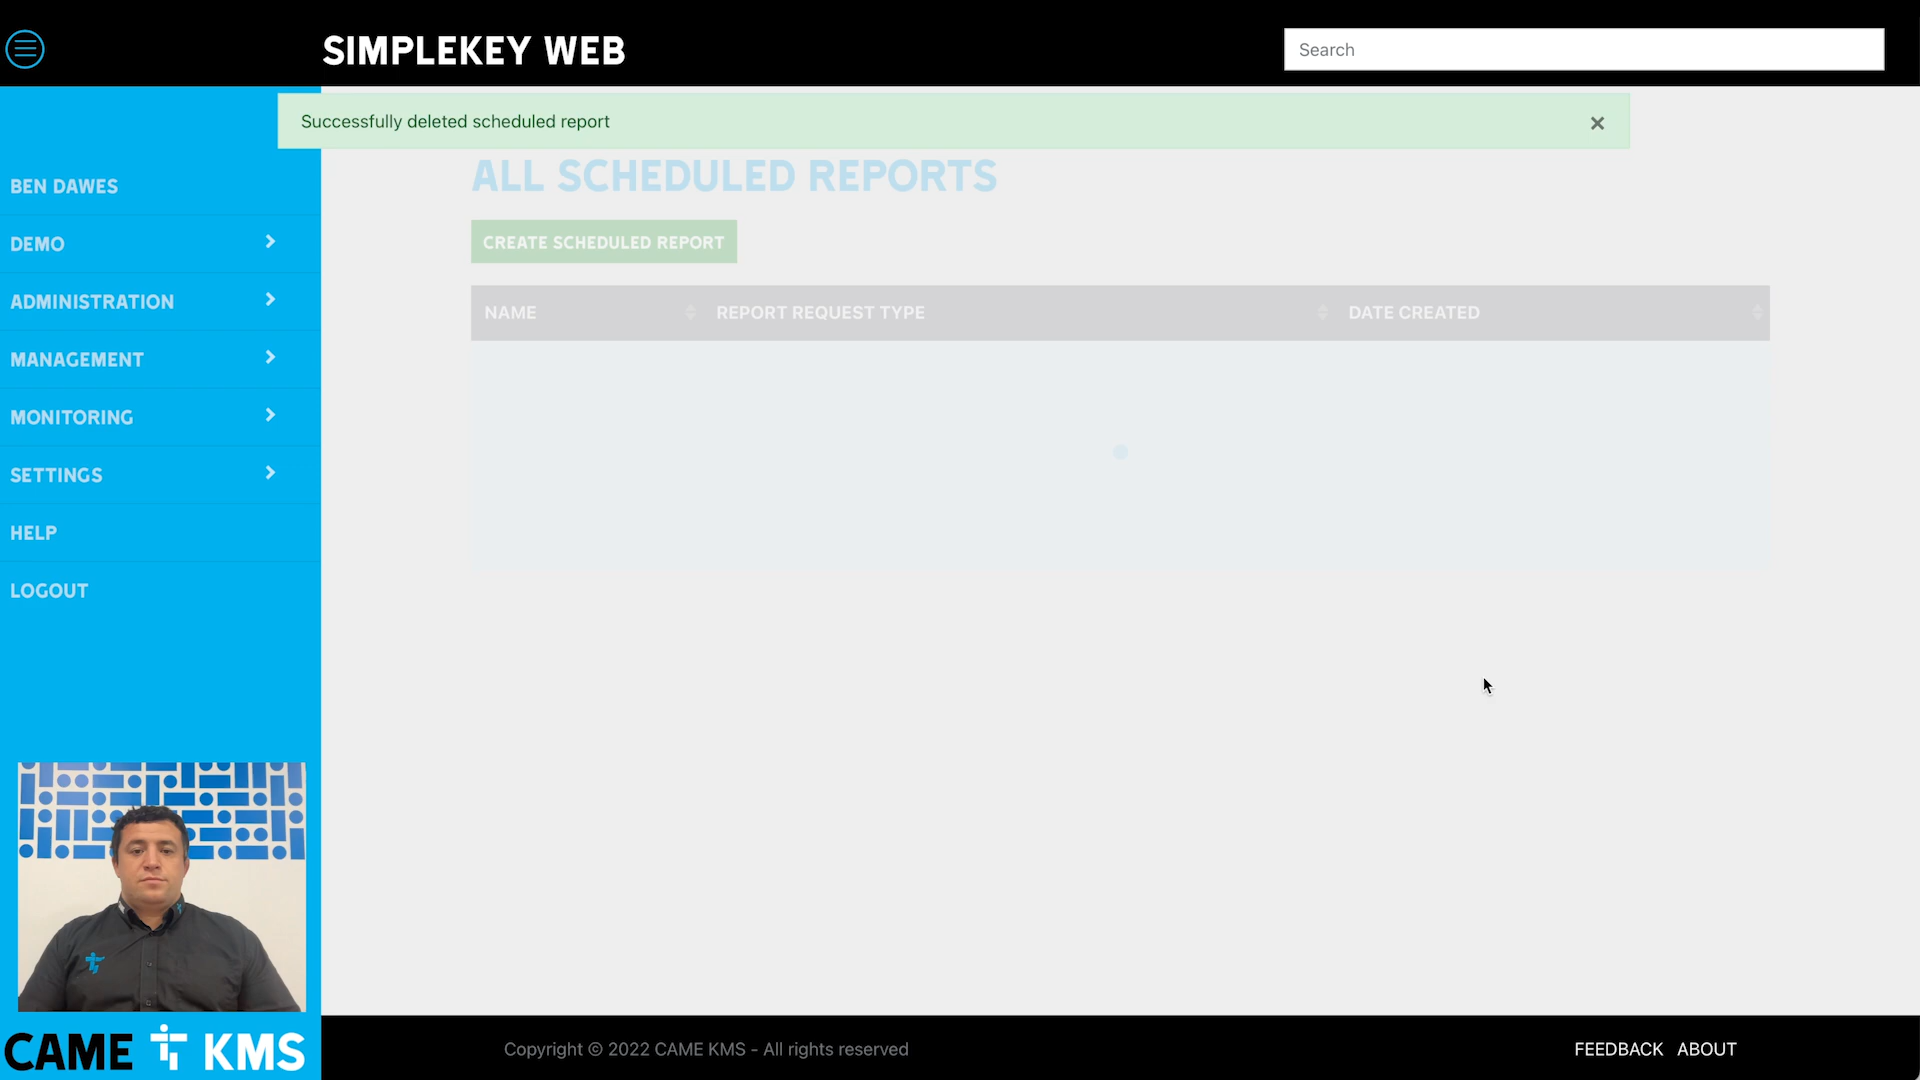 SIMPLEKEY WEB
Search
Successfully deleted scheduled report
×
ALL SCHEDULED REPORTS
CREATE SCHEDULED REPORT
NAME
REPORT REQUEST TYPE
DATE CREATED
BEN DAWES
DEMO
ADMINISTRATION
MANAGEMENT
MONITORING
SETTINGS
HELP
LOGOUT
CAME KMS
Copyright © 2022 CAME KMS - All rights reserved
FEEDBACK
ABOUT